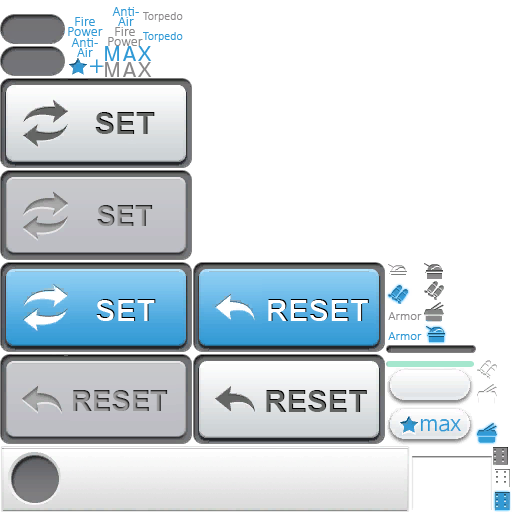 Fire
Power
Anti-
Air
Torpedo
Fire
Power
Torpedo
Anti-
Air
MAX
+
MAX
SET
SET
SET
RESET
Armor
Armor
RESET
RESET
max